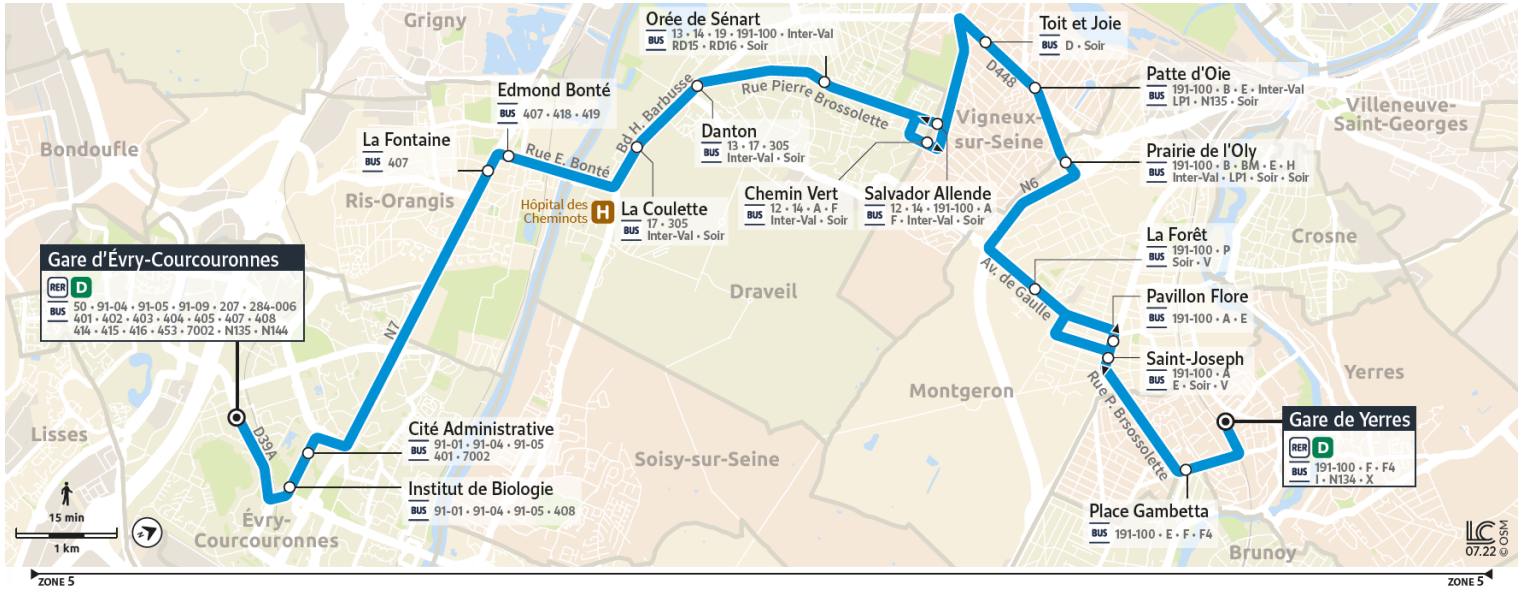 Grigny
Bondoufle
Ris-Orangis
Lisses
Évry-
Courcouronnes
Soisy-sur-Seine
Draveil
Vigneux-
sur-Seine
Villeneuve-
Saint-Georges
Crosne
Montgeron
Yerres
Brunoy
Gare d'Évry-Courcouronnes
RER D
BUS
50 • 91-04 • 91-05 • 91-09 • 207 • 284-006
401 • 402 • 403 • 404 • 405 • 407 • 408
414 • 415 • 416 • 453 • 7002 • N135 • N144
D39A
Institut de Biologie
BUS 91-01 • 91-04 • 91-05 • 408
Cité Administrative
BUS
91-01 • 91-04 • 91-05
401 • 7002
N7
La Fontaine
BUS 407
Edmond Bonté
BUS 407 • 418 • 419
Rue E. Bonté
Hôpital des
Cheminots
H
La Coulette
BUS
17 • 305
Inter-Val • Soir
Bd H. Barbusse
Danton
BUS
13 • 17 • 305
Inter-Val • Soir
Orée de Sénart
BUS
13 • 14 • 19 • 191-100 • Inter-Val
RD15 • RD16 • Soir
Rue Pierre Brossolette
Chemin Vert
BUS
12 • 14 • A • F
Inter-Val • Soir
Salvador Allende
BUS
12 • 14 • 191-100 • A
F • Inter-Val • Soir
Toit et Joie
BUS D • Soir
D448
Patte d'Oie
BUS
191-100 • B • E • Inter-Val
LP1 • N135 • Soir
Prairie de l'Oly
BUS
191-100 • B • BM • E • H
Inter-Val • LP1 • Soir • Soir
N6
La Forêt
BUS
191-100 • P
Soir • V
Av. de Gaulle
Pavillon Flore
BUS 191-100 • A • E
Saint-Joseph
BUS
191-100 • A
E • Soir • V
Rue P. Brsossolette
Place Gambetta
BUS 191-100 • E • F • F4
Gare de Yerres
RER D
BUS
191-100 • F • F4
I • N134 • X
15 min
1 km
LC
07.22 © OSM
ZONE 5
ZONE 5